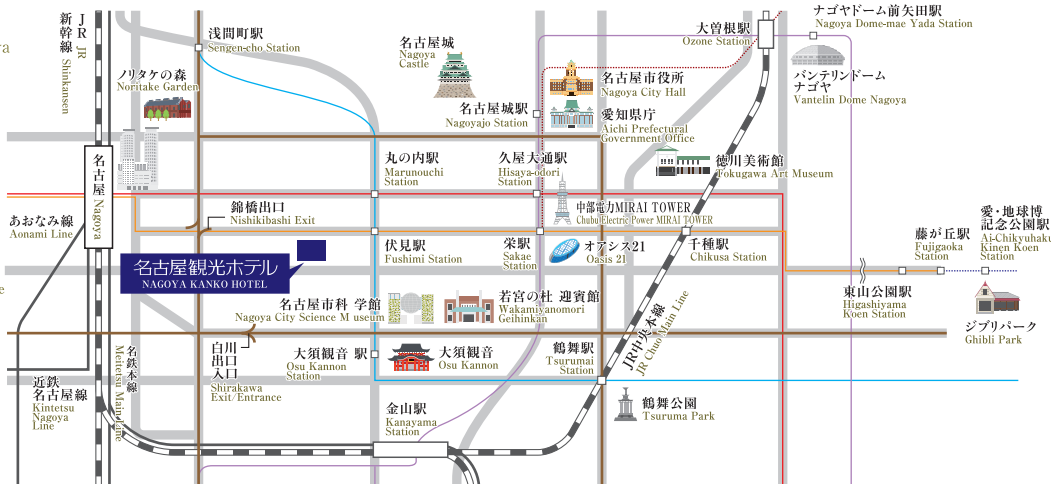 ya
e
新幹線
Shinkansen
JR
JR
浅間町駅
Sengen-cho Station
ノリタケの森
Noritake Garden
名古屋城
Nagoya
Castle
名古屋城駅
Nagoyajo Station
大曽根駅
Ozone Station
ナゴヤドーム前矢田駅
Nagoya Dome-mae Yada Station
バンテリンドーム
ナゴヤ
Vantelin Dome Nagoya
名古屋市役所
Nagoya City Hall
愛知県庁
Aichi Prefectural
Government Office
徳川美術館
Tokugawa Art Museum
名古屋 Nagoya
丸の内駅
Marunouchi
Station
久屋大通駅
Hisaya-odori
Station
中部電力MIRAI TOWER
Chubu Electric Power MIRAI TOWER
あおなみ線
Aonami Line
錦橋出口
Nishikibashi Exit
伏見駅
Fushimi Station
栄駅
Sakae
Station
オアシス21
Oasis 21
千種駅
Chikusa Station
藤が丘駅
Fujigaoka
Station
愛・地球博
記念公園駅
Ai-Chikyuhaku
Kinen Koen
Station
名古屋観光ホテル
NAGOYA KANKO HOTEL
東山公園駅
Higashiyama
Koen Station
ジブリパーク
Ghibli Park
名古屋市科 学館
Nagoya City Science M useum
若宮の杜 迎賓館
Wakamiyanomori
Geihinkan
JR中央本線
JR Chuo Main Line
白川
出口
入口
Shirakawa
Exit/Entrance
大須観音 駅
Osu Kannon
Station
大須観音
Osu Kannon
鶴舞駅
Tsurumai
Station
名鉄本線
Meitetsu Main Lane
近鉄
名古屋線
Kintetsu
Nagoya
Line
金山駅
Kanayama
Station
鶴舞公園
Tsuruma Park